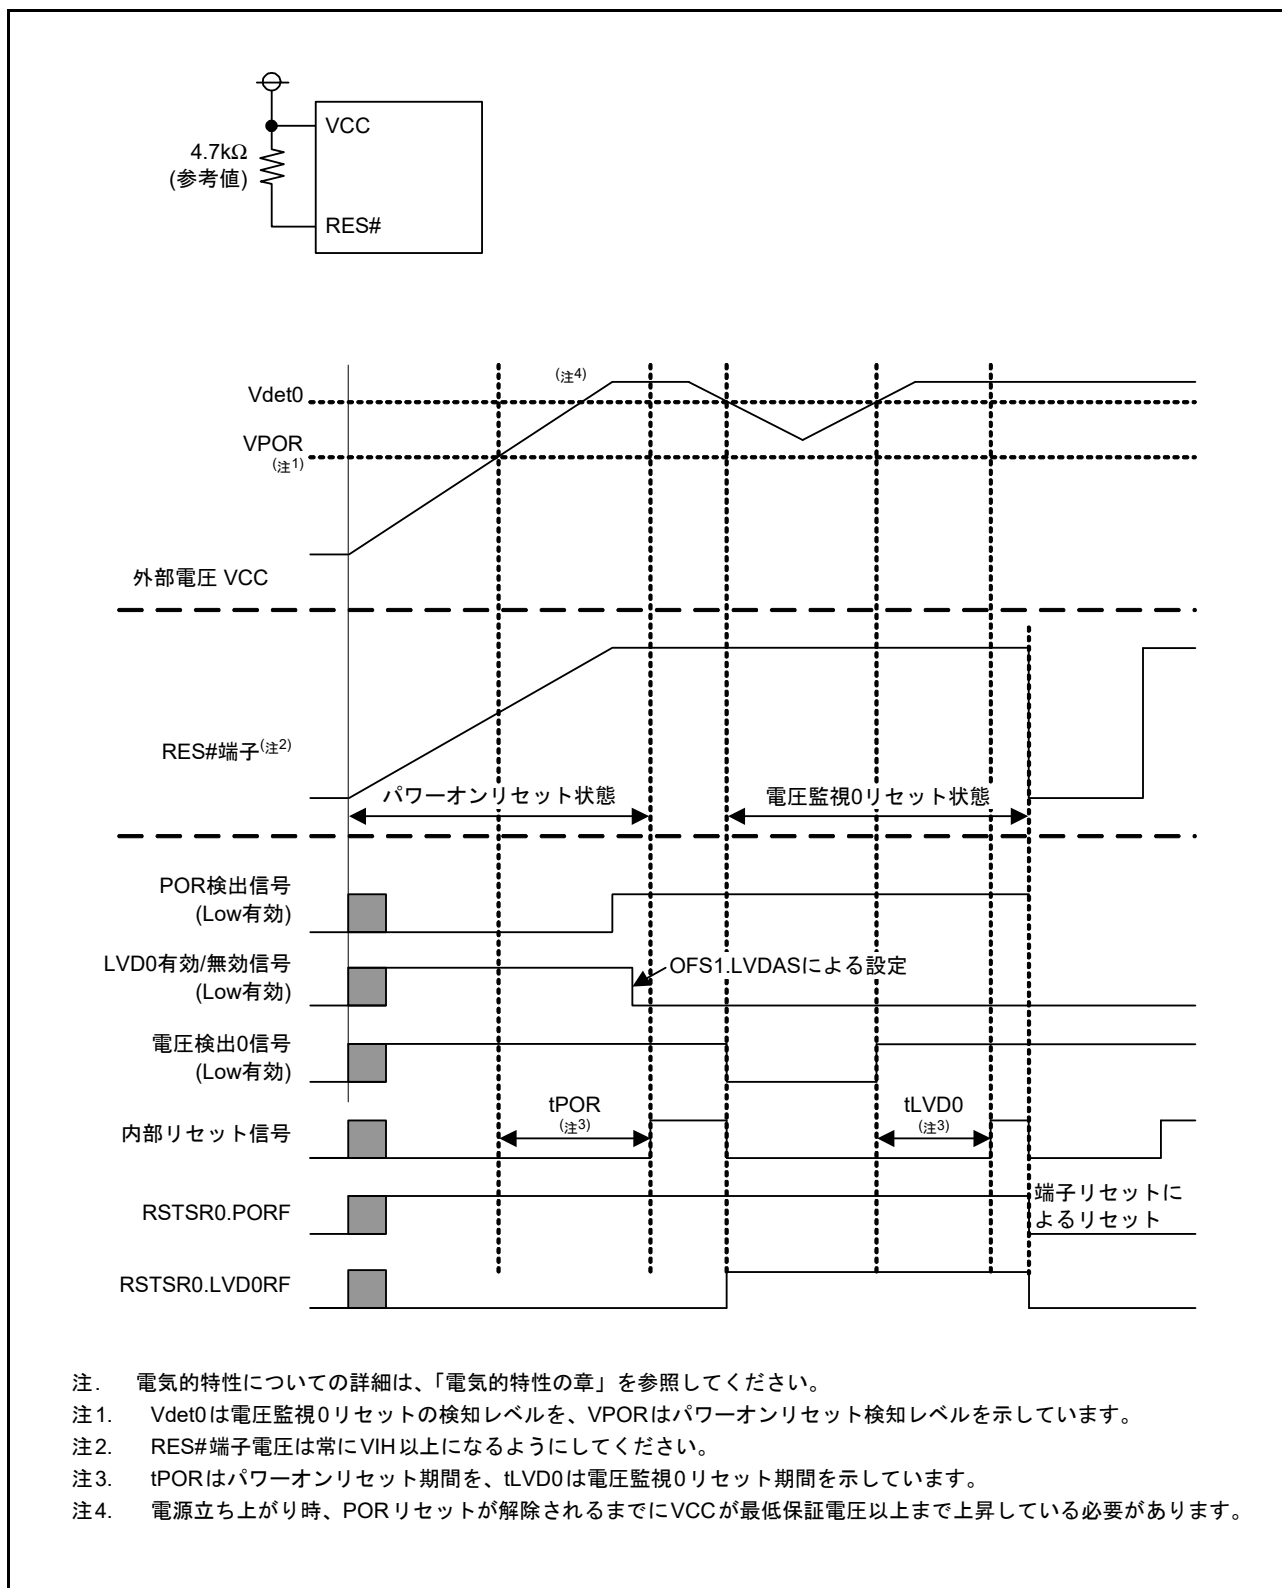 VCC
4.7kΩ
(参考値)
RES#
(注4)
Vdet0
VPOR
(注1)
外部電圧 VCC
RES#端子(注2)
パワーオンリセット状態
電圧監視0リセット状態
POR検出信号
(Low有効)
LVD0有効/無効信号
(Low有効)
OFS1.LVDASによる設定
電圧検出0信号
(Low有効)
tPOR
(注3)
tLVD0
(注3)
内部リセット信号
RSTSR0.PORF
端子リセットに
よるリセット
RSTSR0.LVD0RF
注. 電気的特性についての詳細は、「電気的特性の章」を参照してください。
注1. Vdet0は電圧監視0リセットの検知レベルを、VPORはパワーオンリセット検知レベルを示しています。
注2. RES#端子電圧は常にVIH以上になるようにしてください。
注3. tPORはパワーオンリセット期間を、tLVD0は電圧監視0リセット期間を示しています。
注4. 電源立ち上がり時、PORリセットが解除されるまでにVCCが最低保証電圧以上まで上昇している必要があります。